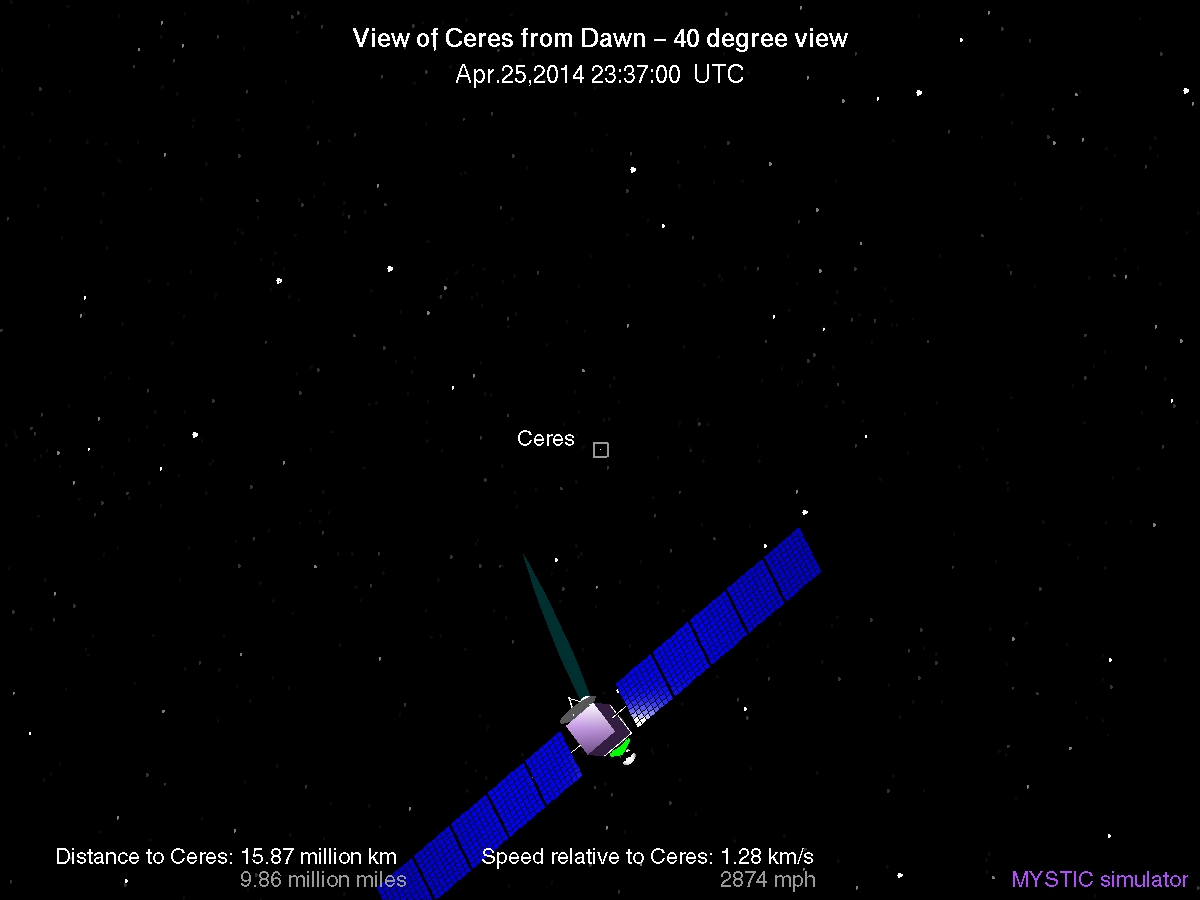 View of Ceres from Dawn – 40 degree view
Apr.25,2014 23:37:00 UTC
Ceres
Distance to Ceres: 15.87 million km
9.86 million miles
Speed relative to Ceres: 1.28 km/s
2874 mph
MYSTIC simulator